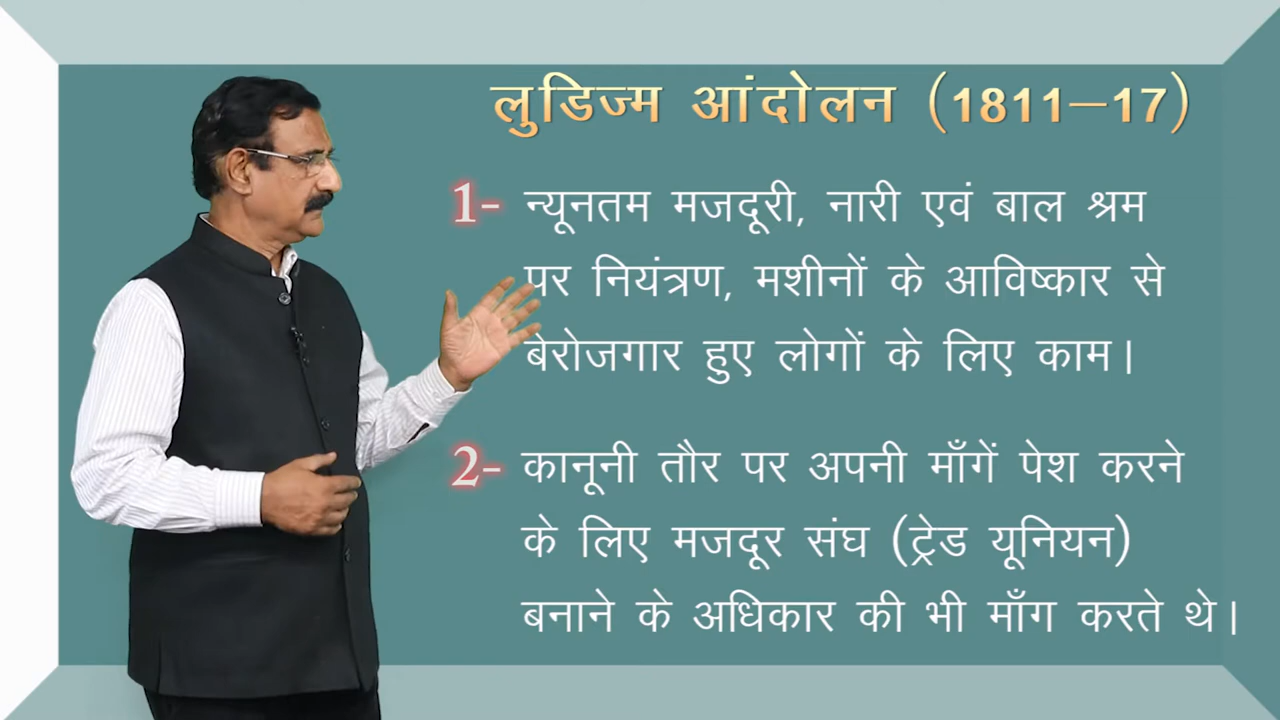 लुडिज्म आंदोलन (1811–17)
1- न्यूनतम मजदूरी, नारी एवं बाल श्रम
पर नियंत्रण, मशीनों के आविष्कार से
बेरोजगार हुए लोगों के लिए काम।
2- कानूनी तौर पर अपनी माँगें पेश करने
के लिए मजदूर संघ (ट्रेड यूनियन)
बनाने के अधिकार की भी माँग करते थे।